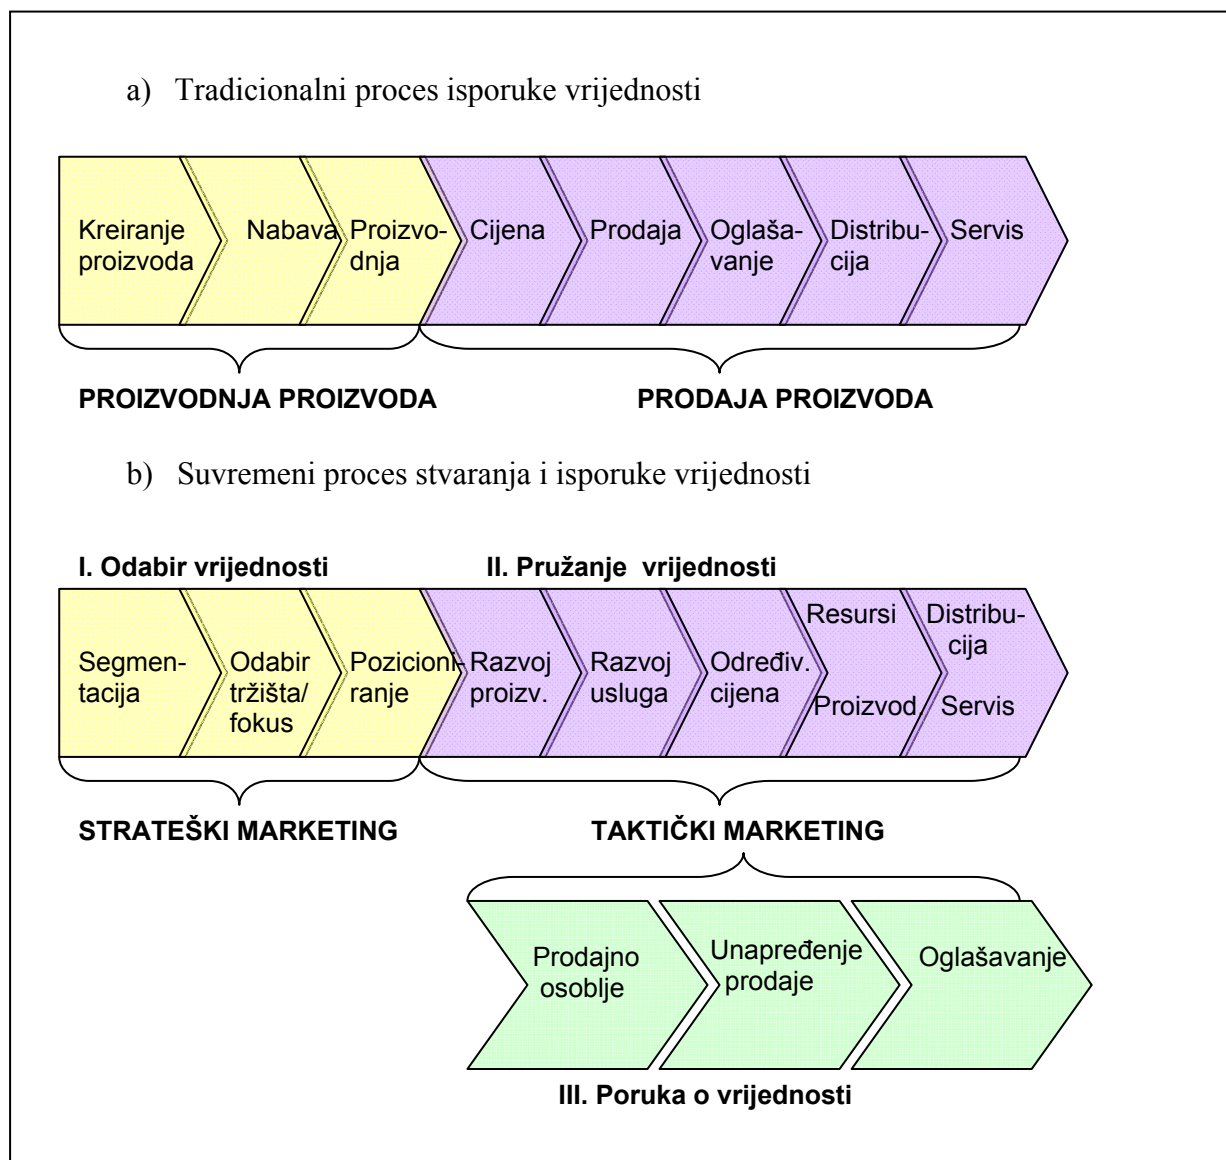 a) Tradicionalni proces isporuke vrijednosti
Kreiranje
proizvoda
Nabava
Proizvo-
dnja
Cijena
Prodaja
Oglaša-
vanje
Distribu-
cija
Servis
PROIZVODNJA PROIZVODA
PRODAJA PROIZVODA
b) Suvremeni proces stvaranja i isporuke vrijednosti
I. Odabir vrijednosti
II. Pružanje vrijednosti
Segmen-
tacija
Odabir
tržišta/
fokus
Pozicioni-
ranje
Razvoj
proizv.
Razvoj
usluga
Određiv.
cijena
Resursi
Proizvod.
Distribu-
cija
Servis
STRATEŠKI MARKETING
TAKTIČKI MARKETING
Prodajno
osoblje
Unapređenje
prodaje
Oglašavanje
III. Poruka o vrijednosti